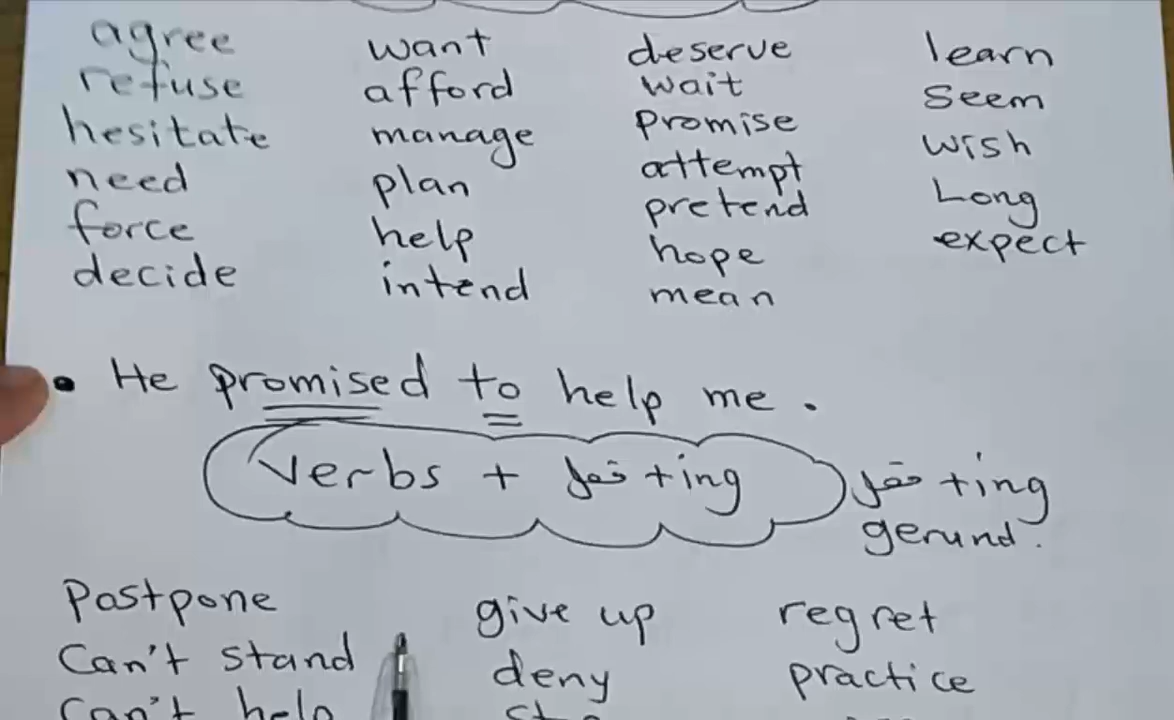 agree want deserve learn
refuse afford wait seem
hesitate manage promise wish
need plan attempt Long
force help pretend expect
decide intend hope
mean
• He promised to help me.
verbs + فعل + ing
فعل + ing
gerund.
Postpone give up regret
Can't stand deny practice
Can't help